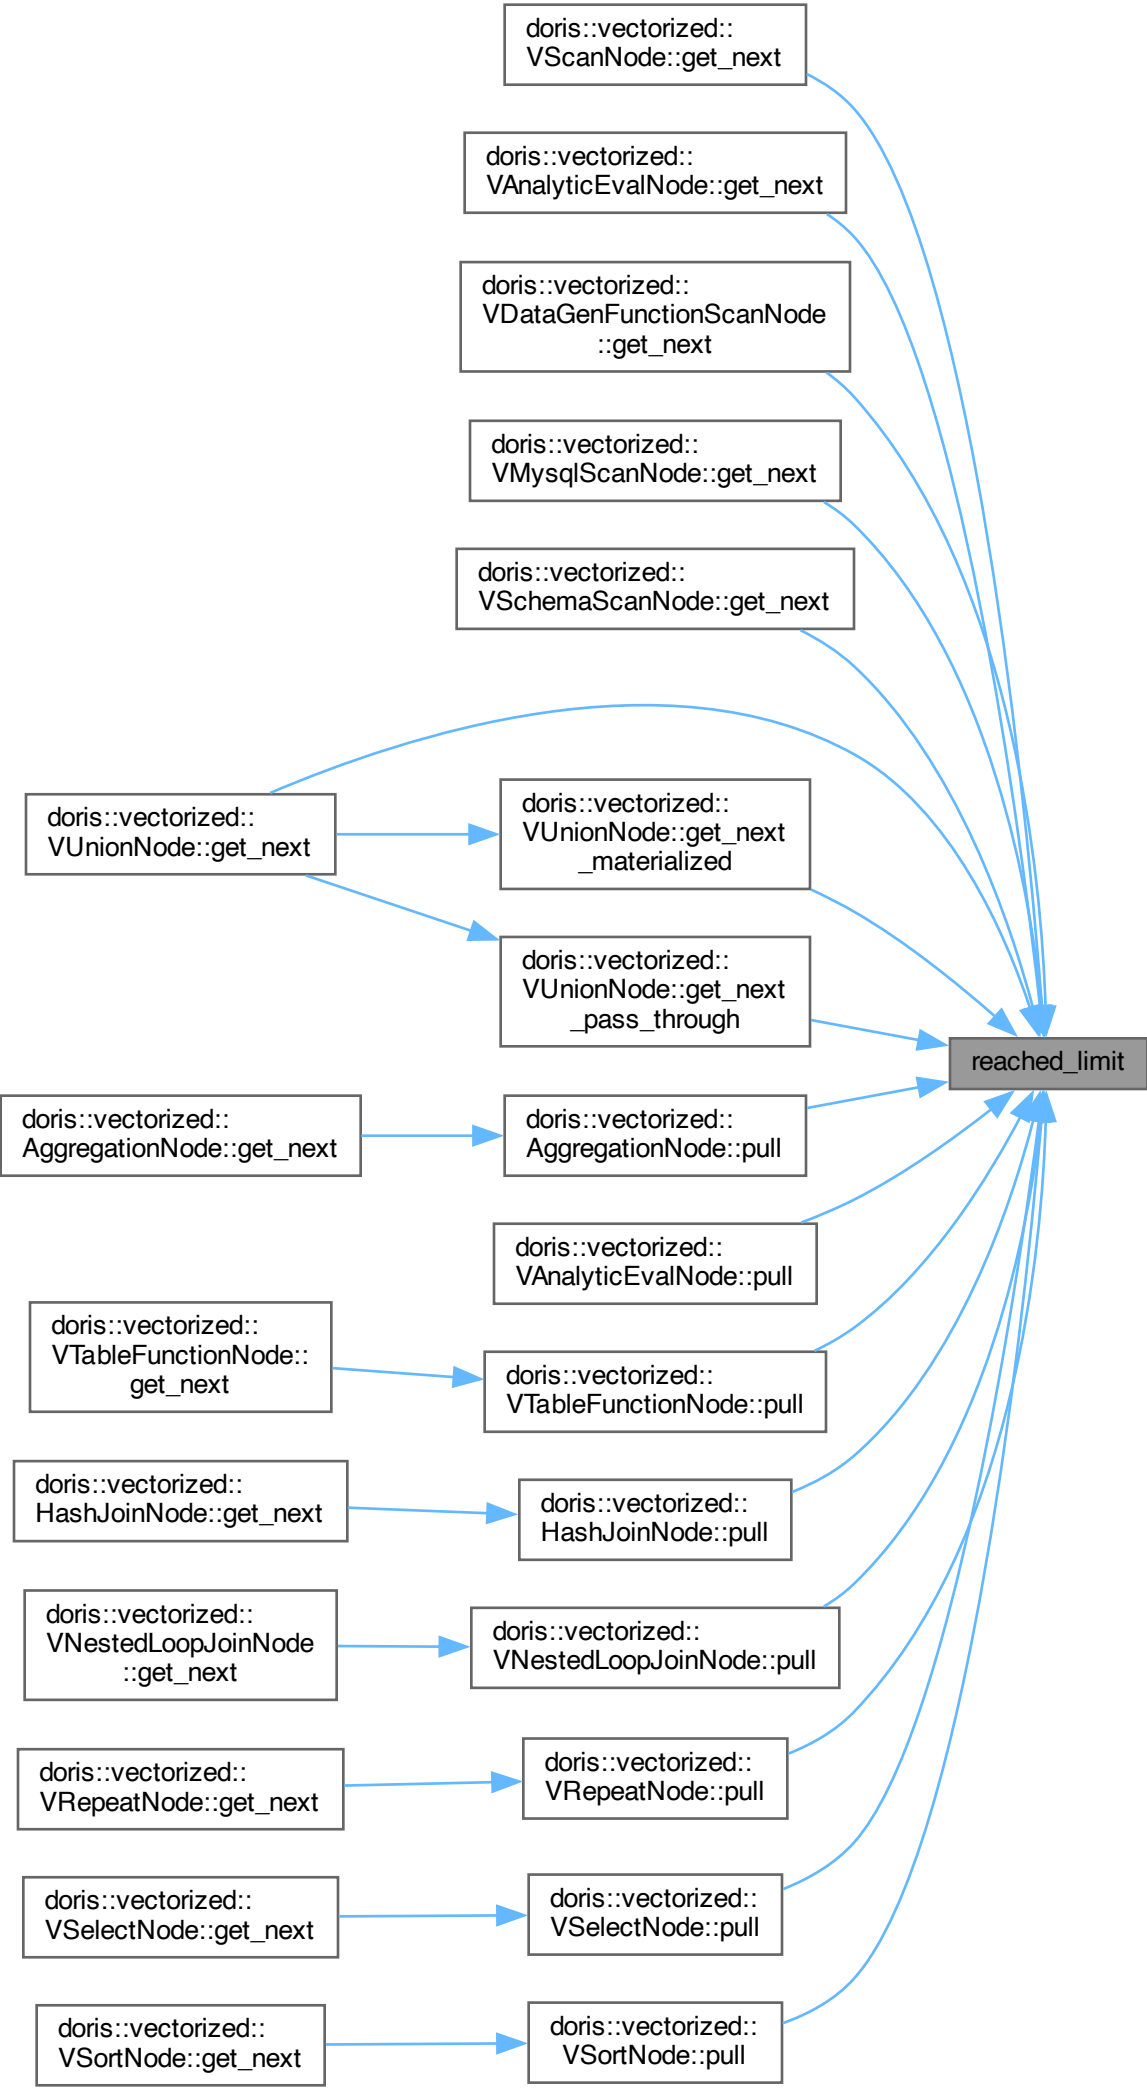 doris::vectorized::
VScanNode::get_next
doris::vectorized::
VAnalyticEvalNode::get_next
doris::vectorized::
VDataGenFunctionScanNode
::get_next
doris::vectorized::
VMysqlScanNode::get_next
doris::vectorized::
VSchemaScanNode::get_next
doris::vectorized::
VUnionNode::get_next
doris::vectorized::
VUnionNode::get_next
_materialized
doris::vectorized::
VUnionNode::get_next
_pass_through
reached_limit
doris::vectorized::
AggregationNode::get_next
doris::vectorized::
AggregationNode::pull
doris::vectorized::
VAnalyticEvalNode::pull
doris::vectorized::
VTableFunctionNode::
get_next
doris::vectorized::
VTableFunctionNode::pull
doris::vectorized::
HashJoinNode::get_next
doris::vectorized::
HashJoinNode::pull
doris::vectorized::
VNestedLoopJoinNode
::get_next
doris::vectorized::
VNestedLoopJoinNode::pull
doris::vectorized::
VRepeatNode::get_next
doris::vectorized::
VRepeatNode::pull
doris::vectorized::
VSelectNode::get_next
doris::vectorized::
VSelectNode::pull
doris::vectorized::
VSortNode::get_next
doris::vectorized::
VSortNode::pull